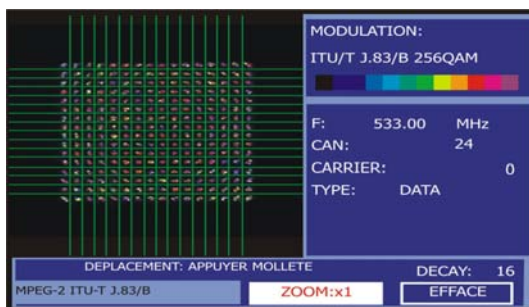 MODULATION:
ITU/T J.83/B 256QAM
F: 533.00 MHz
CAN: 24
CARRIER: 0
TYPE: DATA
DEPLACEMENT: APPUYER MOLLETE
DECAY: 16
MPEG-2 ITU-T J.83/B
ZOOM:x1
EFFACE